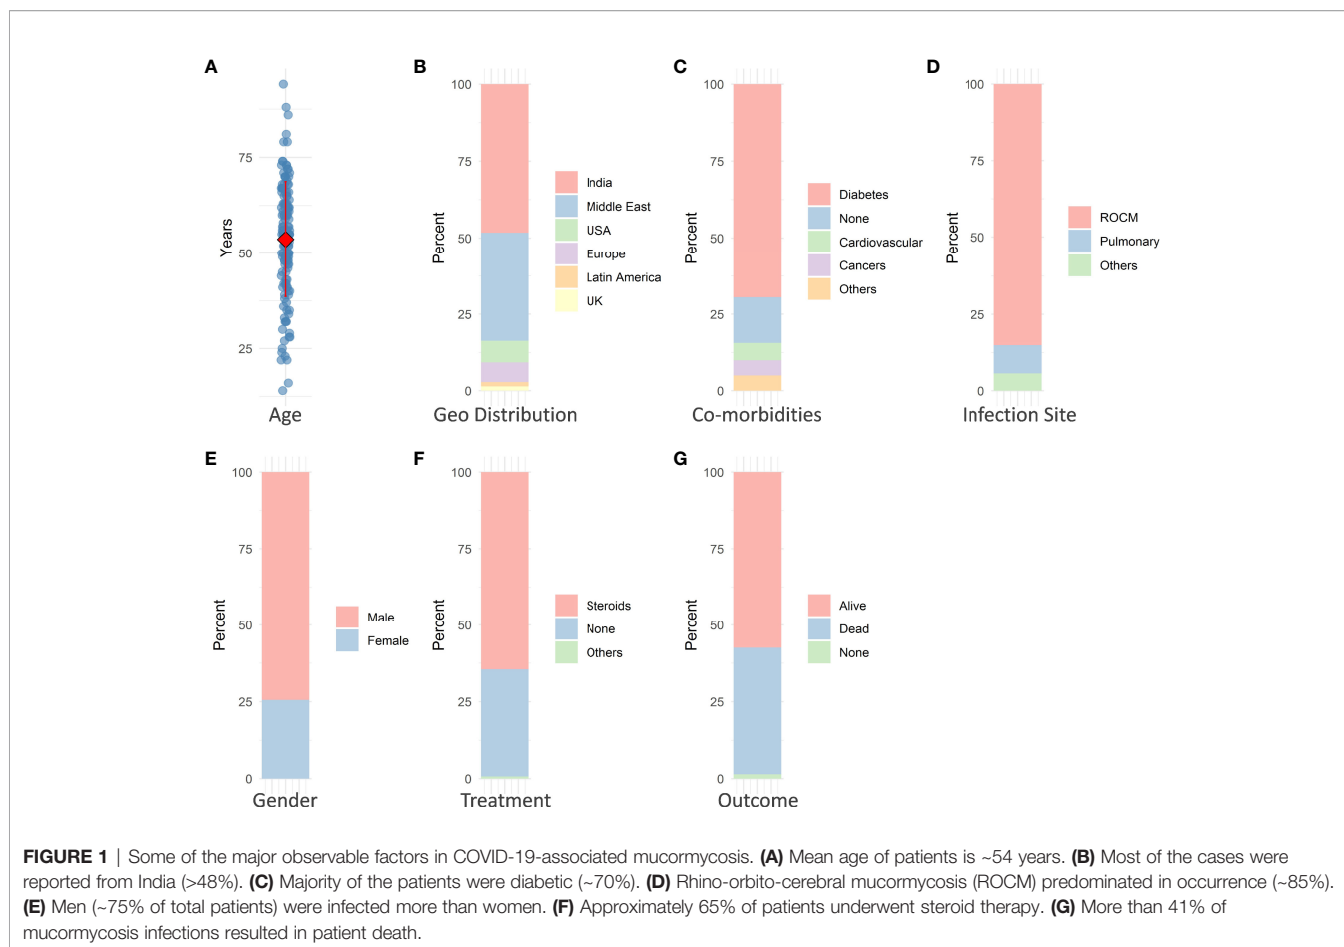 A
Years
75
50
25
Age
B
Percent
100
75
50
25
0
Geo Distribution
India
Middle East
USA
Europe
Latin America
UK
C
Percent
100
75
50
25
0
Co-morbidities
Diabetes
None
Cardiovascular
Cancers
Others
D
Percent
100
75
50
25
0
Infection Site
ROCM
Pulmonary
Others
E
Percent
100
75
50
25
0
Gender
Male
Female
F
Percent
100
75
50
25
0
Treatment
Steroids
None
Others
G
Percent
100
75
50
25
0
Outcome
Alive
Dead
None
FIGURE 1 | Some of the major observable factors in COVID-19-associated mucormycosis. (A) Mean age of patients is ~54 years. (B) Most of the cases were
reported from India (>48%). (C) Majority of the patients were diabetic (~70%). (D) Rhino-orbito-cerebral mucormycosis (ROCM) predominated in occurrence (~85%).
(E) Men (~75% of total patients) were infected more than women. (F) Approximately 65% of patients underwent steroid therapy. (G) More than 41% of
mucormycosis infections resulted in patient death.